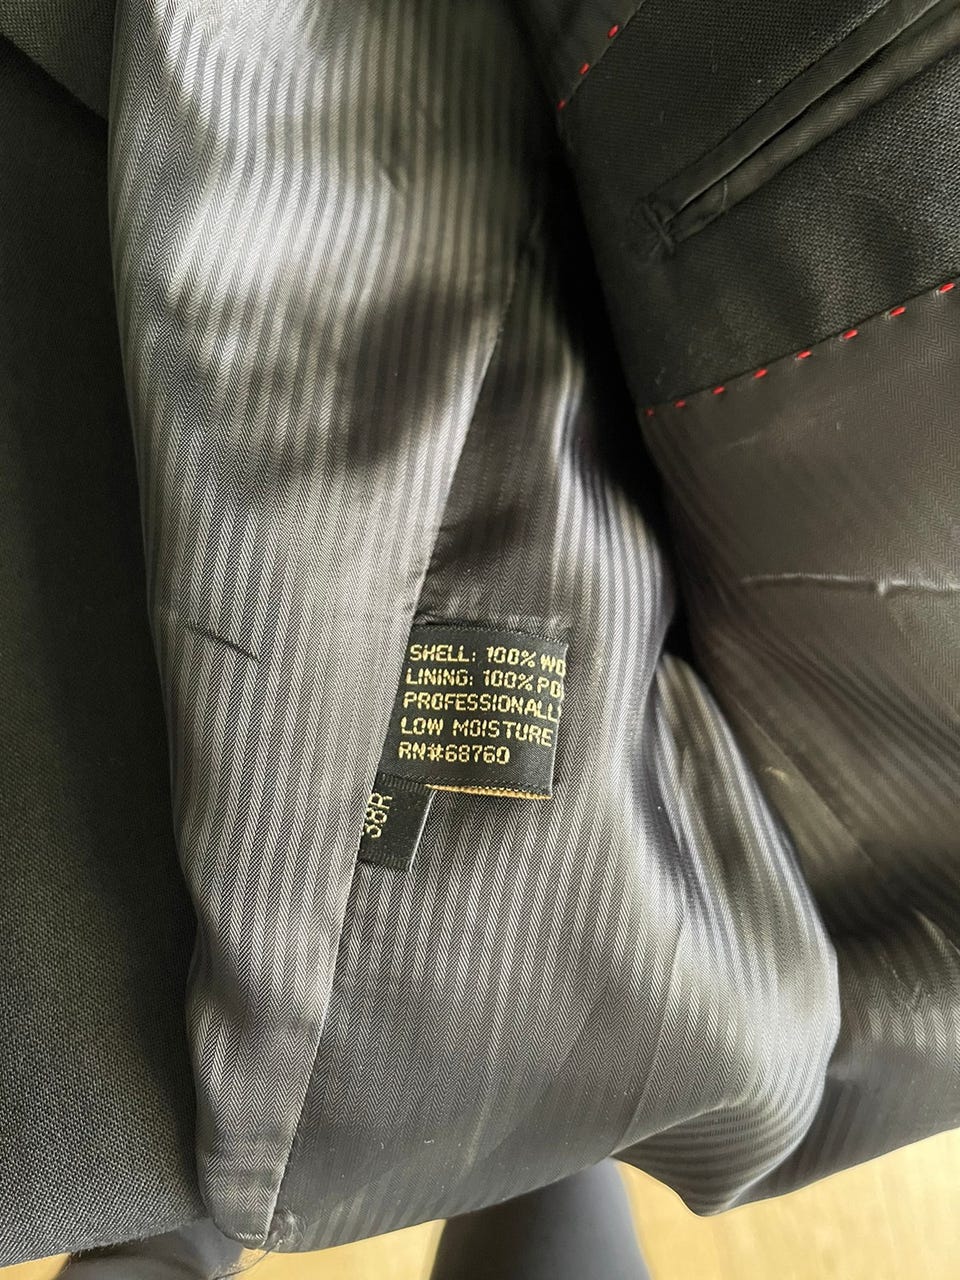 SHELL: 100% WO
LINING: 100% PO
PROFESSIONALL
LOW MOISTURE
RN#68760
38R